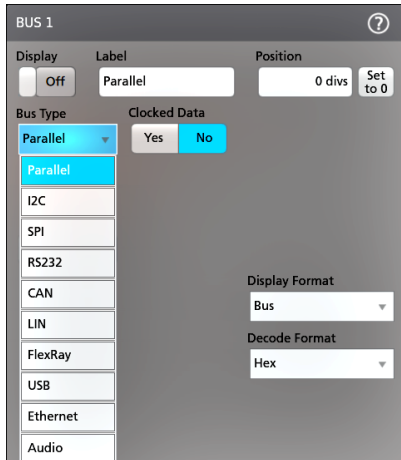 BUS 1
?
Display Label Position
Off Parallel 0 divs Set to 0
Bus Type Clocked Data
Parallel Yes No
Parallel
I2C
SPI
RS232
CAN
LIN
FlexRay
USB
Ethernet
Audio
Display Format
Bus
Decode Format
Hex